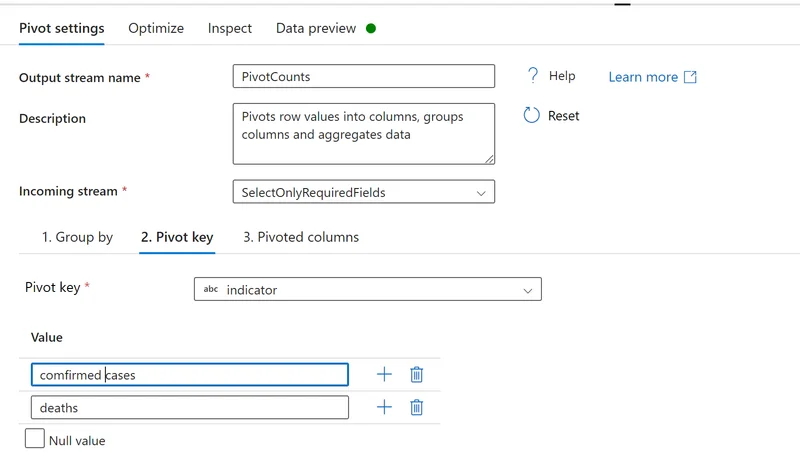 Pivot settings Optimize Inspect Data preview
Output stream name * PivotCounts Help Learn more
Description Pivots row values into columns, groups
columns and aggregates data
Reset
Incoming stream * SelectOnlyRequiredFields
1. Group by 2. Pivot key 3. Pivoted columns
Pivot key * abc indicator
Value
comfirmed cases
deaths
Null value